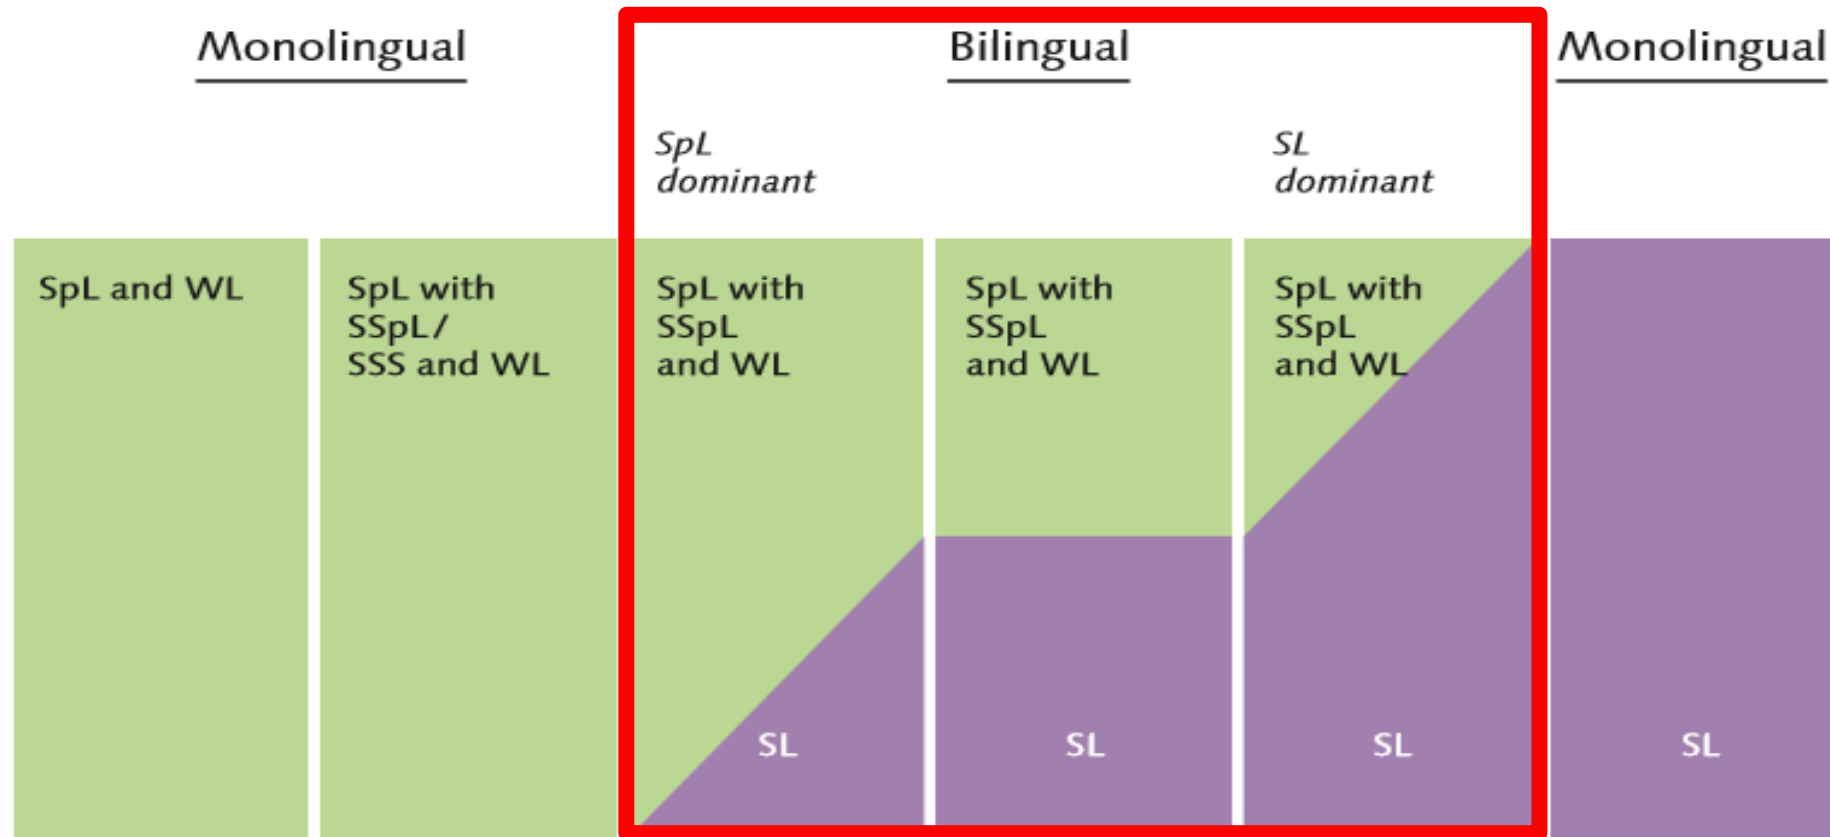 Monolingual
Bilingual
Monolingual
SpL
dominant
SL
dominant
SpL and WL
SpL with
SSpL/
SSS and WL
SpL with
SSpL
and WL
SpL with
SSpL
and WL
SpL with
SSpL
and WL
SL
SL
SL
SL